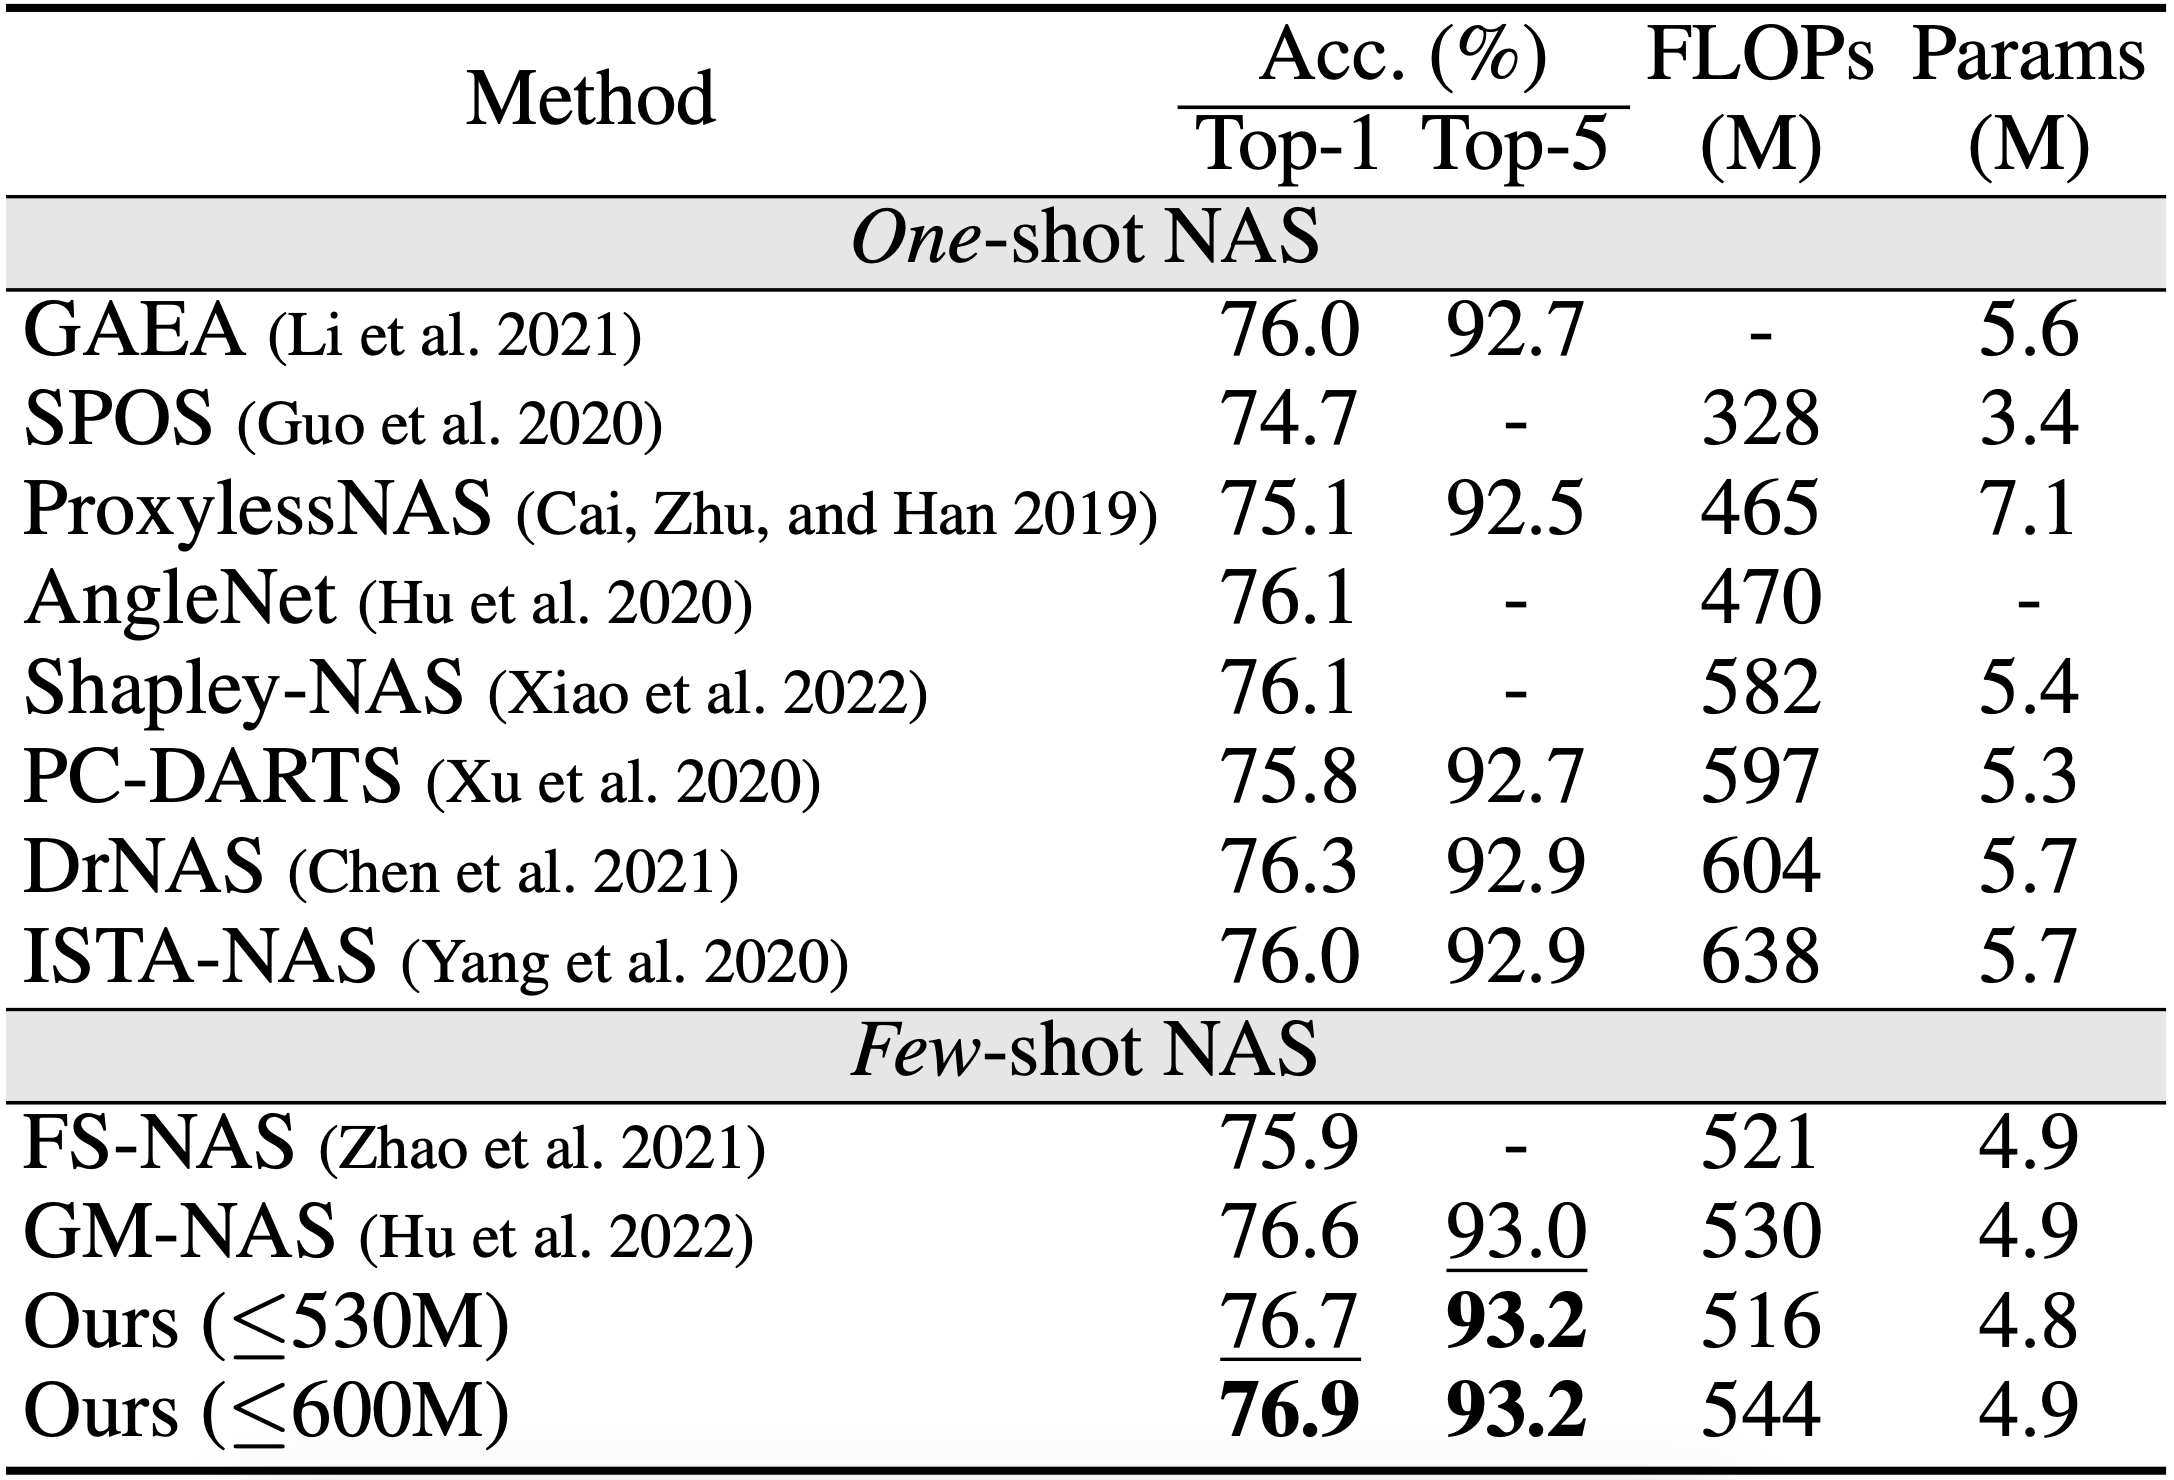 Method Acc. (%) FLOPs Params
Top-1 Top-5 (M) (M)
One-shot NAS
GAEA (Li et al. 2021) 76.0 92.7 - 5.6
SPOS (Guo et al. 2020) 74.7 - 328 3.4
ProxylessNAS (Cai, Zhu, and Han 2019) 75.1 92.5 465 7.1
AngleNet (Hu et al. 2020) 76.1 - 470 -
Shapley-NAS (Xiao et al. 2022) 76.1 - 582 5.4
PC-DARTS (Xu et al. 2020) 75.8 92.7 597 5.3
DrNAS (Chen et al. 2021) 76.3 92.9 604 5.7
ISTA-NAS (Yang et al. 2020) 76.0 92.9 638 5.7
Few-shot NAS
FS-NAS (Zhao et al. 2021) 75.9 - 521 4.9
GM-NAS (Hu et al. 2022) 76.6 93.0 530 4.9
Ours (≤530M) 76.7 93.2 516 4.8
Ours (≤600M) 76.9 93.2 544 4.9